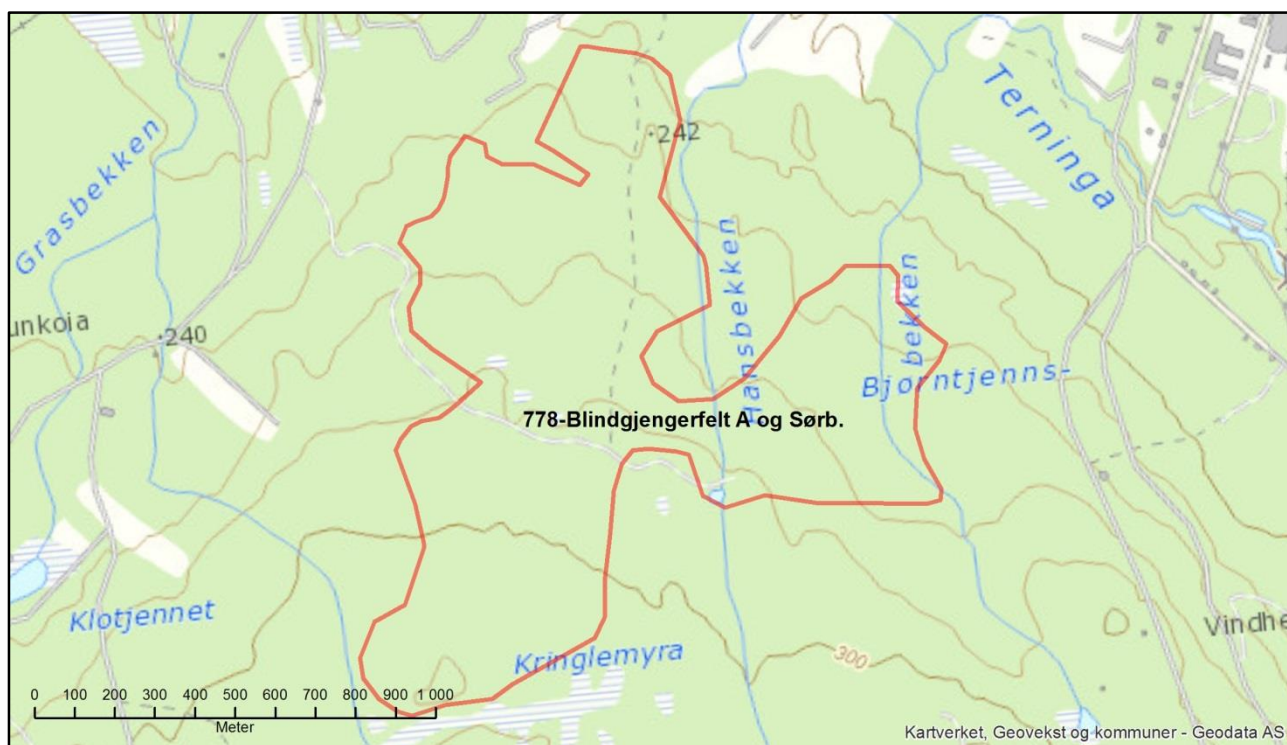 Terninga
242
Grasbekken
Hansbekken
bekken
unkoia
240
Bjørntjenns-
778-Blindgjengerfelt A og Sørb.
Klotjennet
Kringlemyra
300
Vindhe
0 100 200 300 400 500 600 700 800 900 1 000
Meter
Kartverket, Geovekst og kommuner - Geodata AS